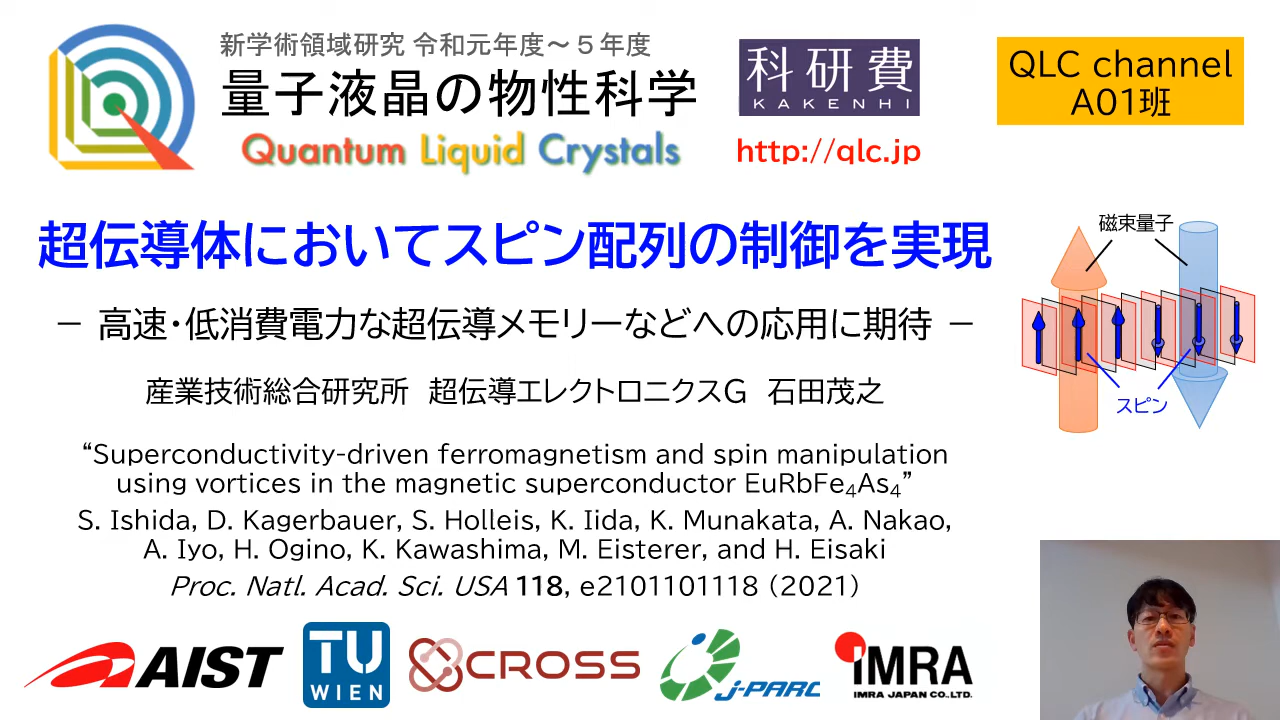 新学術領域研究 令和元年度～５年度
量子液晶の物性科学
Quantum Liquid Crystals
科研費
KAKENHI
http://qlc.jp
QLC channel
A01班
超伝導体においてスピン配列の制御を実現
－ 高速・低消費電力な超伝導メモリーなどへの応用に期待 －
産業技術総合研究所 超伝導エレクトロニクスG 石田茂之
磁束量子
スピン
“Superconductivity-driven ferromagnetism and spin manipulation
using vortices in the magnetic superconductor EuRbFe₄As₄”
S. Ishida, D. Kagerbauer, S. Holleis, K. Iida, K. Munakata, A. Nakao,
A. Iyo, H. Ogino, K. Kawashima, M. Eisterer, and H. Eisaki
Proc. Natl. Acad. Sci. USA 118, e2101101118 (2021)
AIST
TU
WIEN
CROSS
J-PARC
IMRA
IMRA JAPAN CO.,LTD.